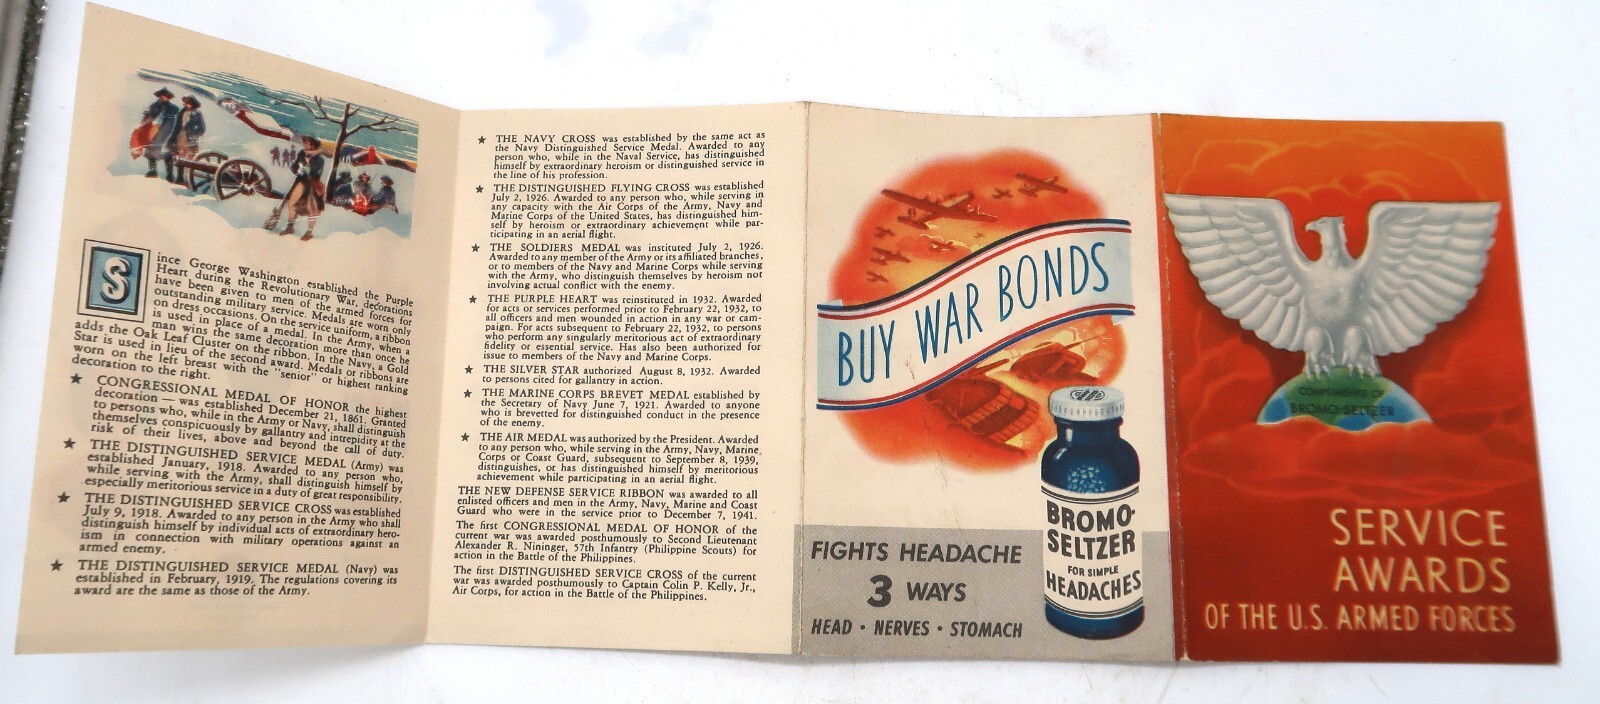 Since George Washington established the Purple
Heart during the Revolutionary War, decorations
have been given to men of the armed forces for
outstanding military service. Medals are worn only
on dress occasions. On the service uniform, a ribbon
is used in place of a medal. In the Army, when a
man wins the same decoration more than once he
adds the Oak Leaf Cluster on the ribbon. In the Navy, a Gold
Star is used in lieu of the second award. Medals or ribbons are
worn on the left breast with the "senior" or highest ranking
decoration to the right.
★ CONGRESSIONAL MEDAL OF HONOR the highest
decoration — was established December 21, 1861. Granted
to persons who, while in the Army or Navy, shall distinguish
themselves conspicuously by gallantry and intrepidity at the
risk of their lives, above and beyond the call of duty.
★ THE DISTINGUISHED SERVICE MEDAL (Army) was
established January, 1918. Awarded to any person who,
while serving with the Army, shall distinguish himself by
especially meritorious service in a duty of great responsibility.
★ THE DISTINGUISHED SERVICE CROSS was established
July 9, 1918. Awarded to any person in the Army who shall
distinguish himself by individual acts of extraordinary hero-
ism in connection with military operations against an
armed enemy.
★ THE DISTINGUISHED SERVICE MEDAL (Navy) was
established in February, 1919. The regulations covering its
award are the same as those of the Army.
★ THE NAVY CROSS was established by the same act as
the Navy Distinguished Service Medal. Awarded to any
person who, while in the Naval Service, has distinguished
himself by extraordinary heroism or distinguished service in
the line of his profession.
★ THE DISTINGUISHED FLYING CROSS was established
July 2, 1926. Awarded to any person who, while serving in
any capacity with the Air Corps of the Army, Navy and
Marine Corps of the United States, has distinguished him-
self by heroism or extraordinary achievement while par-
ticipating in an aerial flight.
★ THE SOLDIERS MEDAL was instituted July 2, 1926.
Awarded to any member of the Army or its affiliated branches,
or to members of the Navy and Marine Corps while serving
with the Army, who distinguish themselves by heroism not
involving actual conflict with the enemy.
★ THE PURPLE HEART was reinstituted in 1932. Awarded
for acts or services performed prior to February 22, 1932, to
all officers and men wounded in action in any war or cam-
paign. For acts subsequent to February 22, 1932, to persons
who perform any singularly meritorious act of extraordinary
fidelity or essential service. Has also been authorized for
issue to members of the Navy and Marine Corps.
★ THE SILVER STAR authorized August 8, 1932. Awarded
to persons cited for gallantry in action.
★ THE MARINE CORPS BREVET MEDAL established by
the Secretary of Navy June 7, 1921. Awarded to anyone
who is brevetted for distinguished conduct in the presence
of the enemy.
★ THE AIR MEDAL was authorized by the President. Awarded
to any person who, while serving in the Army, Navy, Marine
Corps or Coast Guard, subsequent to September 8, 1939,
distinguishes, or has distinguished himself by meritorious
achievement while participating in an aerial flight.
THE NEW DEFENSE SERVICE RIBBON was awarded to all
enlisted officers and men in the Army, Navy, Marine and Coast
Guard who were in the service prior to December 7, 1941.
The first CONGRESSIONAL MEDAL OF HONOR of the
current war was awarded posthumously to Second Lieutenant
Alexander R. Nininger, 57th Infantry (Philippine Scouts) for
action in the Battle of the Philippines.
The first DISTINGUISHED SERVICE CROSS of the current
war was awarded posthumously to Captain Colin P. Kelly, Jr.,
Air Corps, for action in the Battle of the Philippines.
BUY WAR BONDS
BROMO-
SELTZER
FOR SIMPLE
HEADACHES
FIGHTS HEADACHE
3 WAYS
HEAD • NERVES • STOMACH
COMPLIMENTS OF
BROMO-SELTZER
SERVICE
AWARDS
OF THE U.S. ARMED FORCES